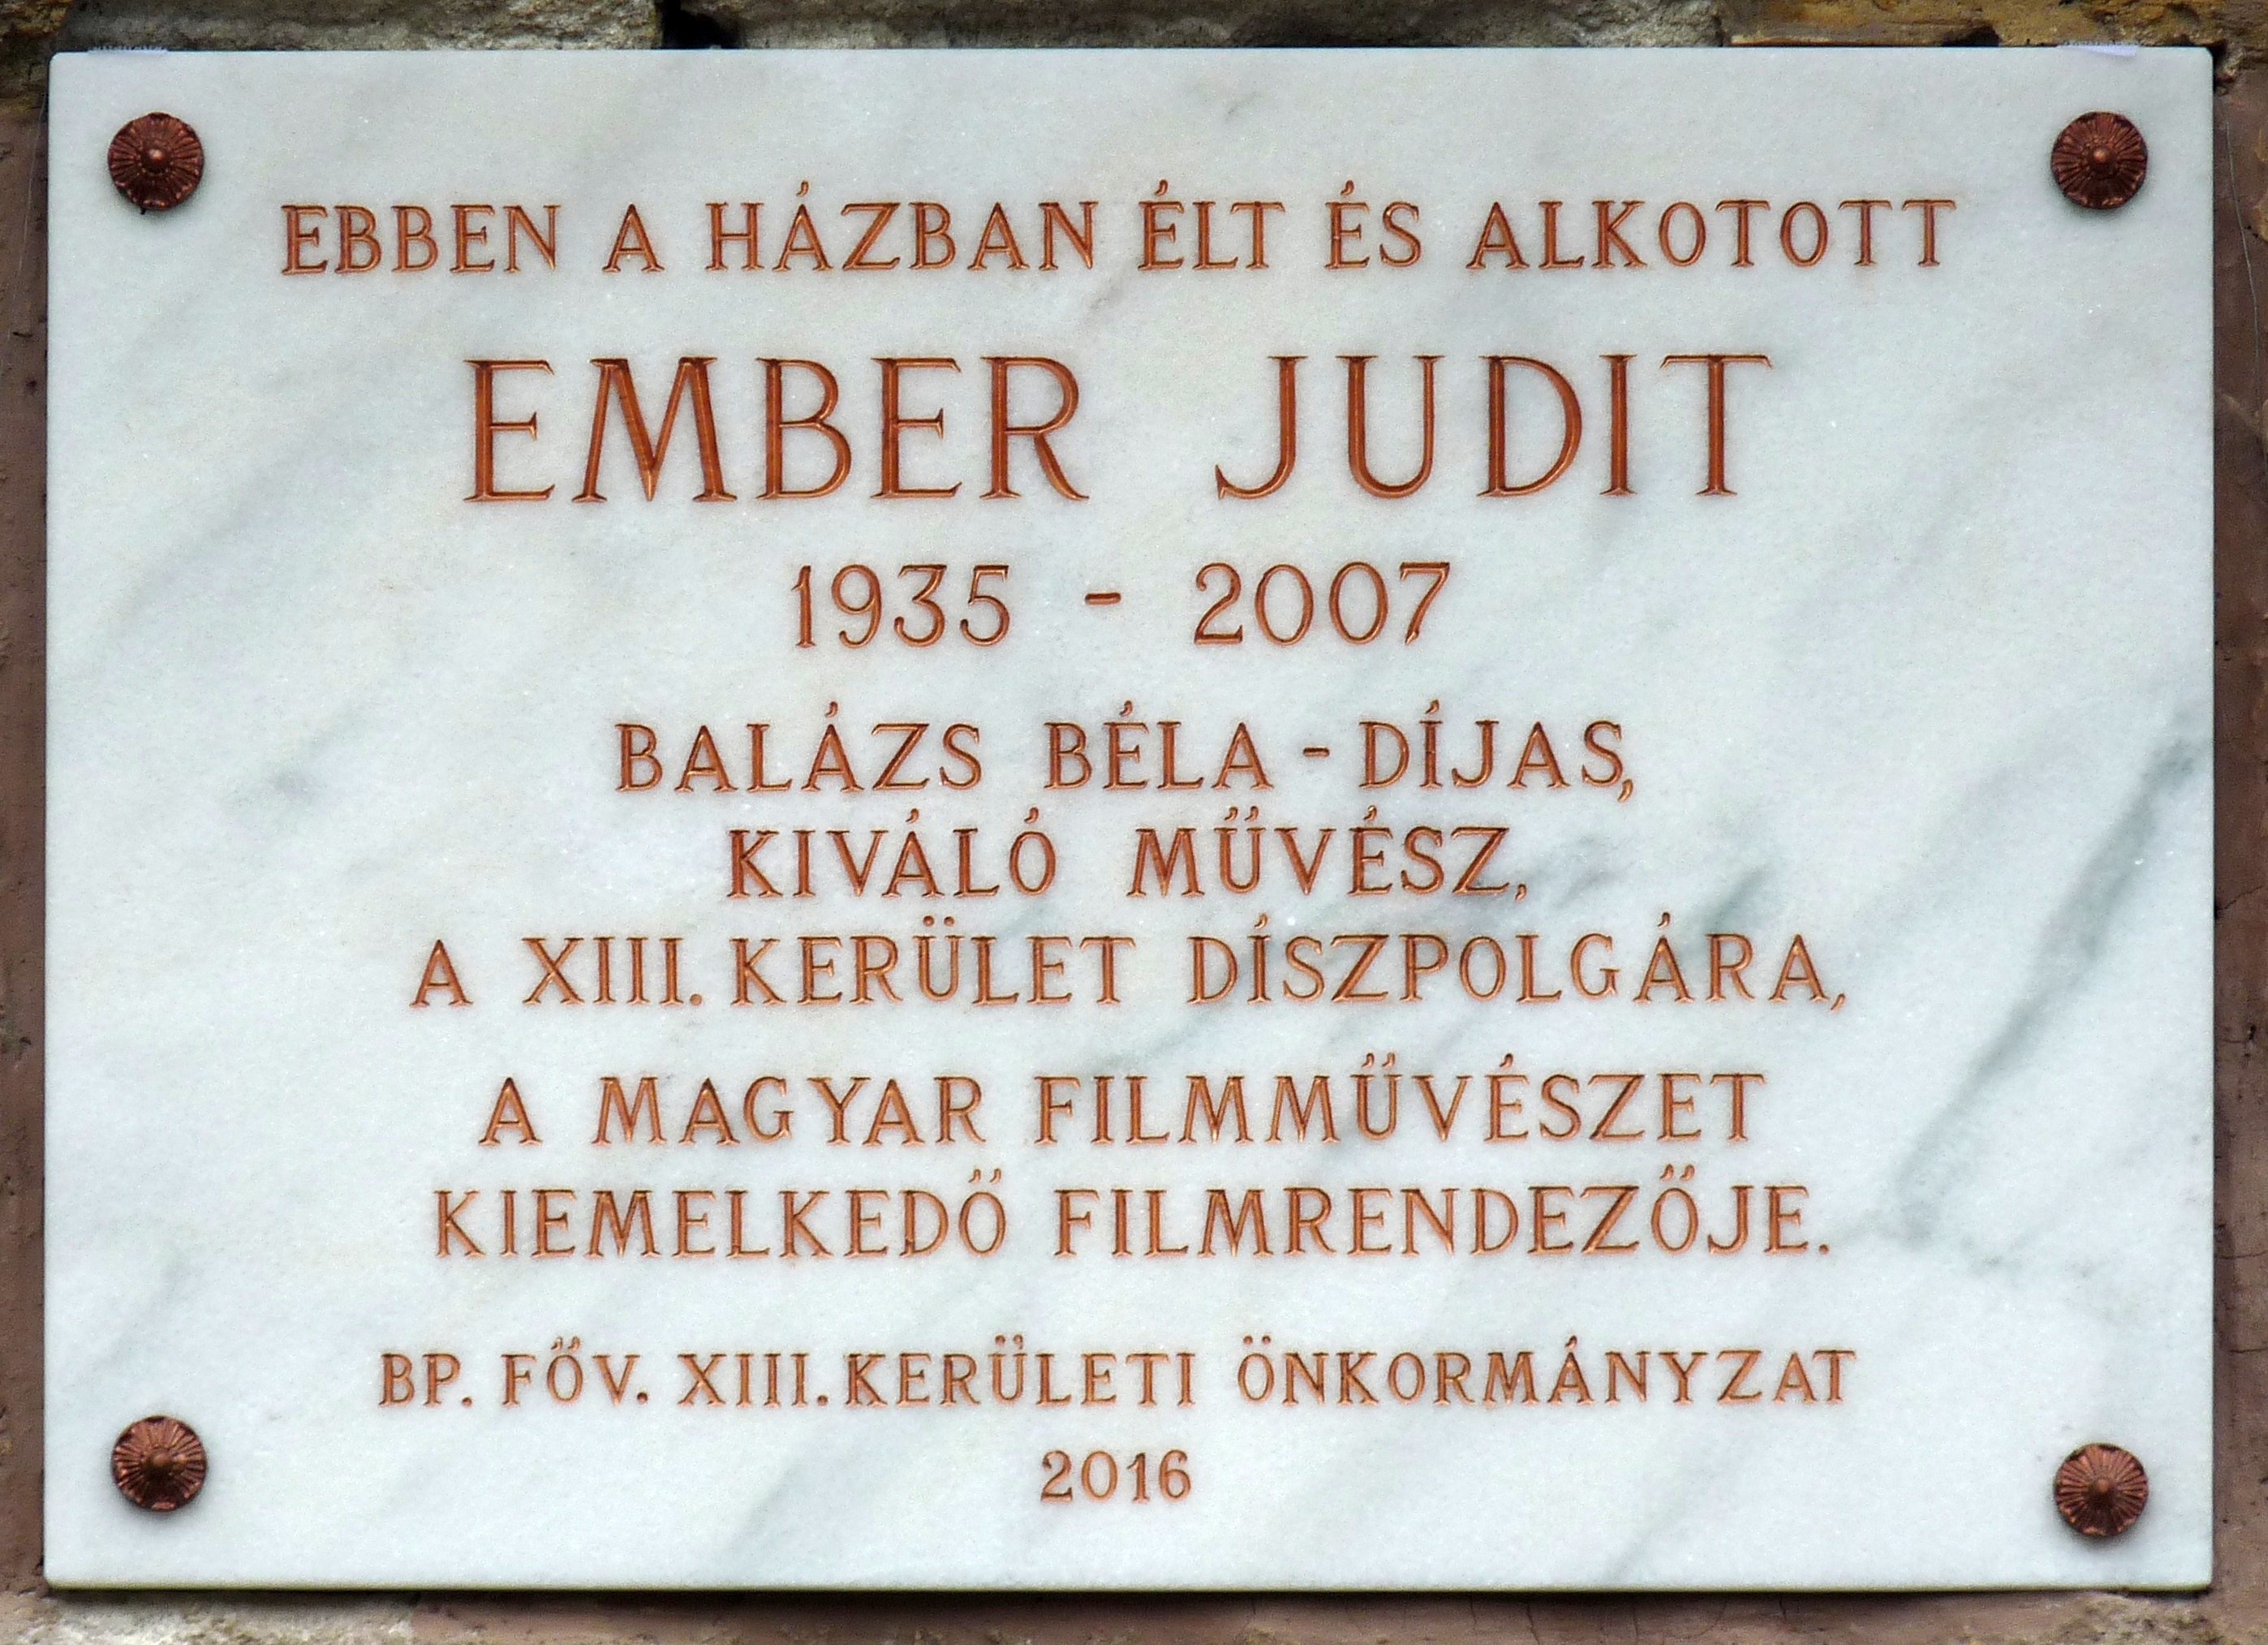 EBBEN A HÁZBAN ÉLT ÉS ALKOTOTT
EMBER JUDIT
1935 - 2007
BALÁZS BÉLA - DÍJAS,
KIVÁLÓ MŰVÉSZ,
A XIII. KERÜLET DÍSZPOLGÁRA,
A MAGYAR FILMMŰVÉSZET
KIEMELKEDŐ FILMRENDEZŐJE.
BP. FŐV. XIII. KERÜLETI ÖNKORMÁNYZAT
2016